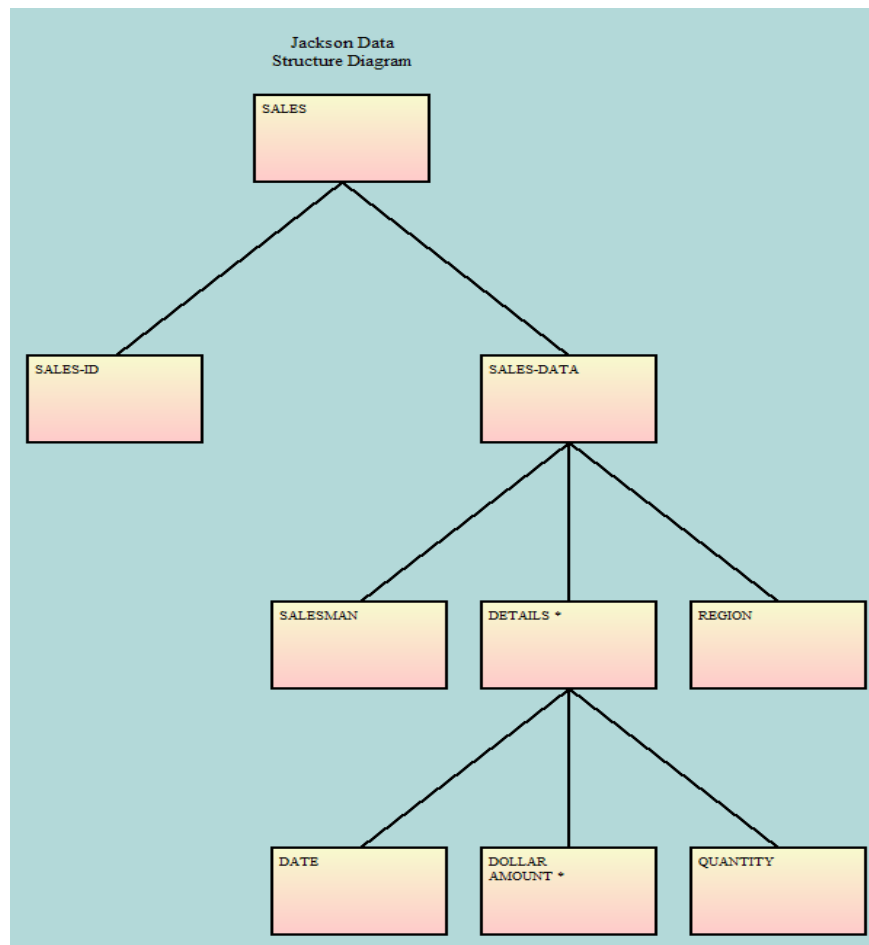 Jackson Data
Structure Diagram
SALES
SALES-ID
SALES-DATA
SALESMAN
DETAILS *
REGION
DATE
DOLLAR
AMOUNT *
QUANTITY